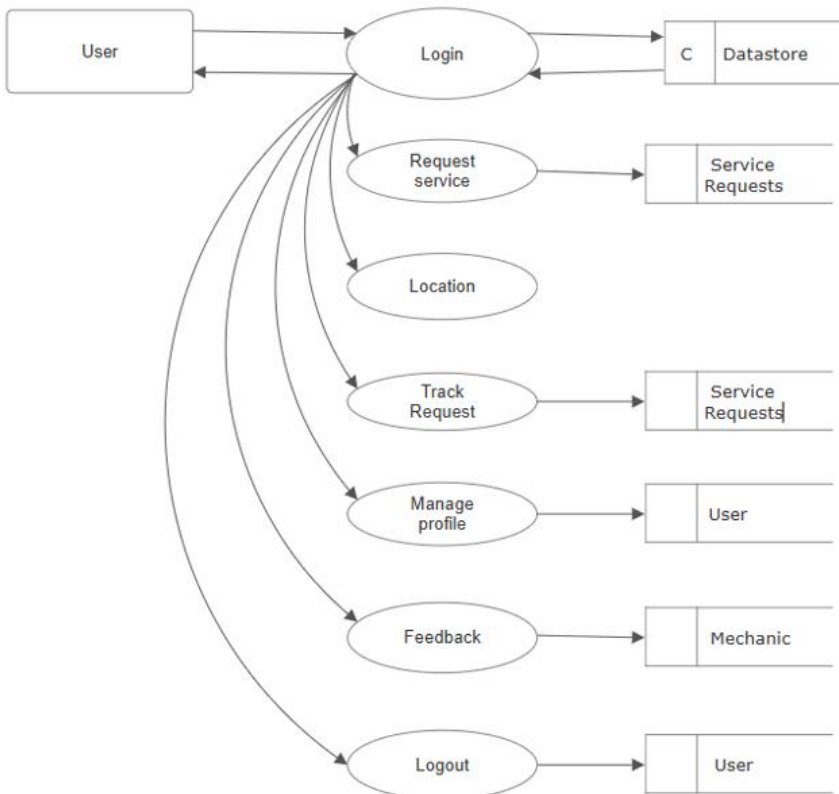 User
Login
C
Datastore
Request
service
Service
Requests
Location
Track
Request
Service
Requests
Manage
profile
User
Feedback
Mechanic
Logout
User